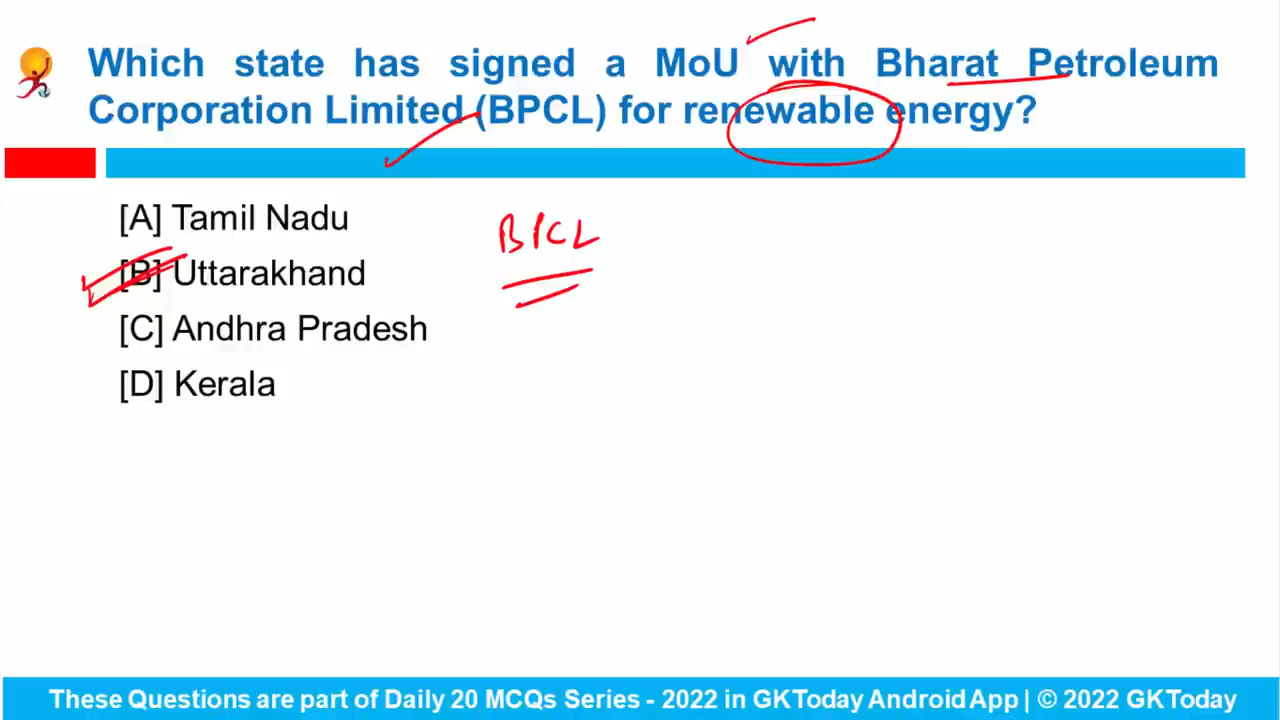 Which state has signed a MoU with Bharat Petroleum
Corporation Limited (BPCL) for renewable energy?
[A] Tamil Nadu
BPCL
[B] Uttarakhand
[C] Andhra Pradesh
[D] Kerala
These Questions are part of Daily 20 MCQs Series - 2022 in GKToday Android App | © 2022 GKToday